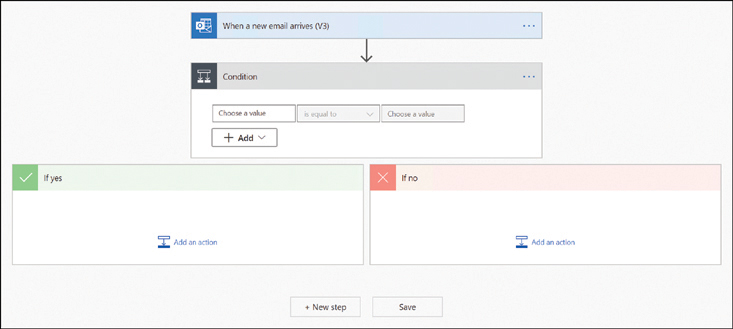 When a new email arrives (V3)
Condition
Choose a value is equal to Choose a value
+ Add
If yes If no
Add an action Add an action
+ New step Save